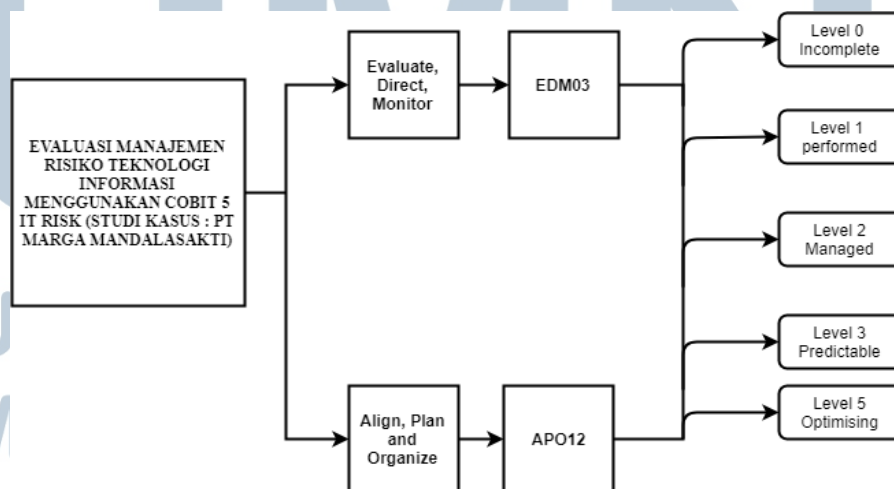 EVALUASI MANAJEMEN
RISIKO TEKNOLOGI
INFORMASI
MENGGUNAKAN COBIT 5
IT RISK (STUDI KASUS : PT
MARGA MANDALASAKTI)
Evaluate,
Direct,
Monitor
EDM03
Align, Plan
and
Organize
APO12
Level 0
Incomplete
Level 1
performed
Level 2
Managed
Level 3
Predictable
Level 5
Optimising